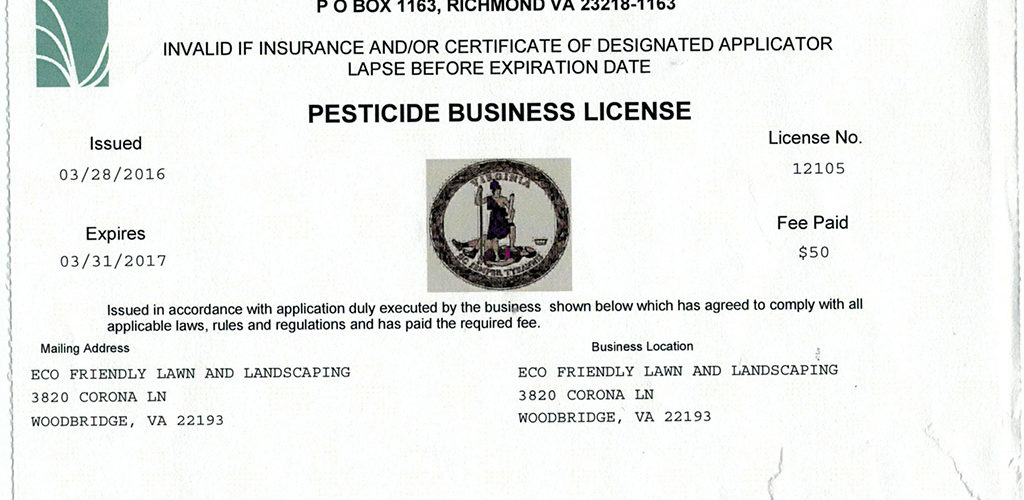 P O BOX 1163, RICHMOND VA 23218-1163
INVALID IF INSURANCE AND/OR CERTIFICATE OF DESIGNATED APPLICATOR
LAPSE BEFORE EXPIRATION DATE
PESTICIDE BUSINESS LICENSE
Issued
03/28/2016
License No.
12105
VIRGINIA
SIC SEMPER TYRANNIS
Expires
03/31/2017
Fee Paid
$50
Issued in accordance with application duly executed by the business shown below which has agreed to comply with all
applicable laws, rules and regulations and has paid the required fee.
Mailing Address
ECO FRIENDLY LAWN AND LANDSCAPING
3820 CORONA LN
WOODBRIDGE, VA 22193
Business Location
ECO FRIENDLY LAWN AND LANDSCAPING
3820 CORONA LN
WOODBRIDGE, VA 22193